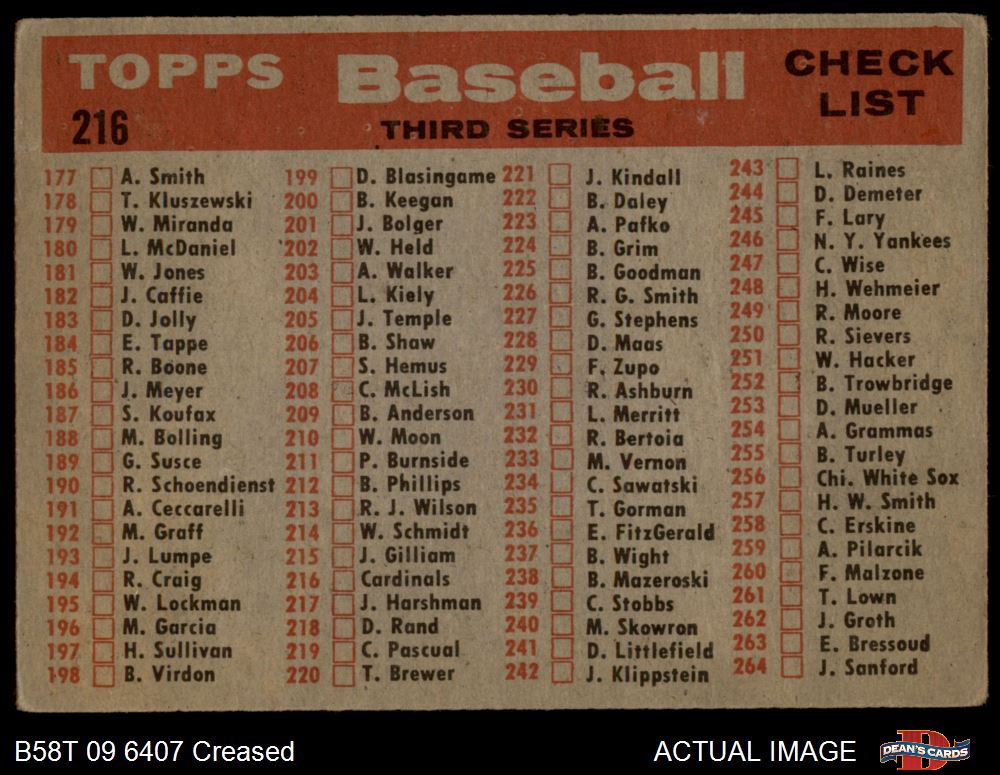 TOPPS Baseball CHECK LIST
216 THIRD SERIES
177 A. Smith
178 T. Kluszewski
179 W. Miranda
180 L. McDaniel
181 W. Jones
182 J. Caffie
183 D. Jolly
184 E. Tappe
185 R. Boone
186 J. Meyer
187 S. Koufax
188 M. Bolling
189 G. Susce
190 R. Schoendienst
191 A. Ceccarelli
192 M. Graff
193 J. Lumpe
194 R. Craig
195 W. Lockman
196 M. Garcia
197 H. Sullivan
198 B. Virdon
199 D. Blasingame
200 B. Keegan
201 J. Bolger
202 W. Held
203 A. Walker
204 L. Kiely
205 J. Temple
206 B. Shaw
207 S. Hemus
208 C. McLish
209 B. Anderson
210 W. Moon
211 P. Burnside
212 B. Phillips
213 R. J. Wilson
214 W. Schmidt
215 J. Gilliam
216 Cardinals
217 J. Harshman
218 D. Rand
219 C. Pascual
220 T. Brewer
221 J. Kindall
222 B. Daley
223 A. Pafko
224 B. Grim
225 B. Goodman
226 R. G. Smith
227 G. Stephens
228 D. Maas
229 F. Zupo
230 R. Ashburn
231 L. Merritt
232 R. Bertoia
233 M. Vernon
234 C. Sawatski
235 T. Gorman
236 E. FitzGerald
237 B. Wight
238 B. Mazeroski
239 C. Stobbs
240 M. Skowron
241 D. Littlefield
242 J. Klippstein
243 L. Raines
244 D. Demeter
245 F. Lary
246 N. Y. Yankees
247 C. Wise
248 H. Wehmeier
249 R. Moore
250 R. Sievers
251 W. Hacker
252 B. Trowbridge
253 D. Mueller
254 A. Grammas
255 B. Turley
256 Chi. White Sox
257 H. W. Smith
258 C. Erskine
259 A. Pilarcik
260 F. Malzone
261 T. Lown
262 J. Groth
263 E. Bressoud
264 J. Sanford
B58T 09 6407 Creased ACTUAL IMAGE DEAN'S CARDS